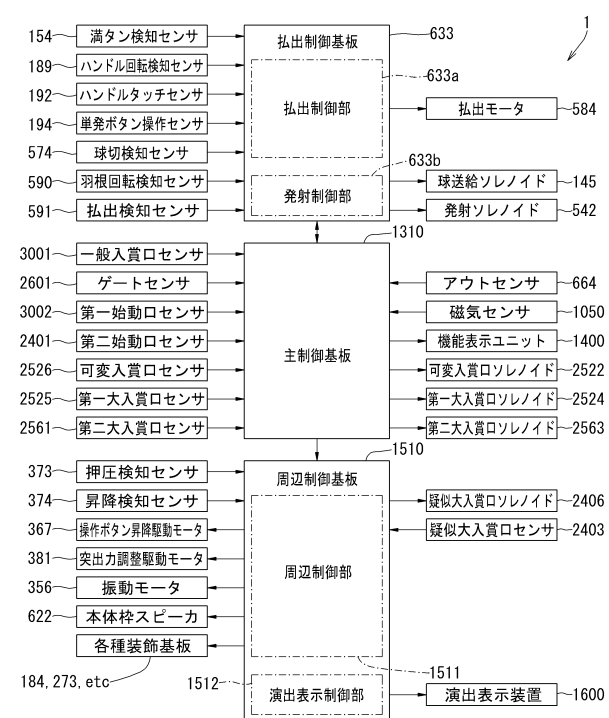 1
154
満タン検知センサ
189
ハンドル回転検知センサ
192
ハンドルタッチセンサ
194
単発ボタン操作センサ
574
球切検知センサ
590
羽根回転検知センサ
591
払出検知センサ
払出制御基板
633
633a
払出制御部
633b
発射制御部
払出モータ
584
球送給ソレノイド
145
発射ソレノイド
542
1310
3001
一般入賞口センサ
2601
ゲートセンサ
3002
第一始動口センサ
2401
第二始動口センサ
2526
可変入賞口センサ
2525
第一大入賞口センサ
2561
第二大入賞口センサ
主制御基板
アウトセンサ
664
磁気センサ
1050
機能表示ユニット
1400
可変入賞口ソレノイド
2522
第一大入賞口ソレノイド
2524
第二大入賞口ソレノイド
2563
1510
373
押圧検知センサ
374
昇降検知センサ
367
操作ボタン昇降駆動モータ
381
突出力調整駆動モータ
356
振動モータ
622
本体枠スピーカ
各種装飾基板
184, 273, etc
周辺制御基板
周辺制御部
1511
1512
演出表示制御部
疑似大入賞口ソレノイド
2406
疑似大入賞口センサ
2403
演出表示装置
1600